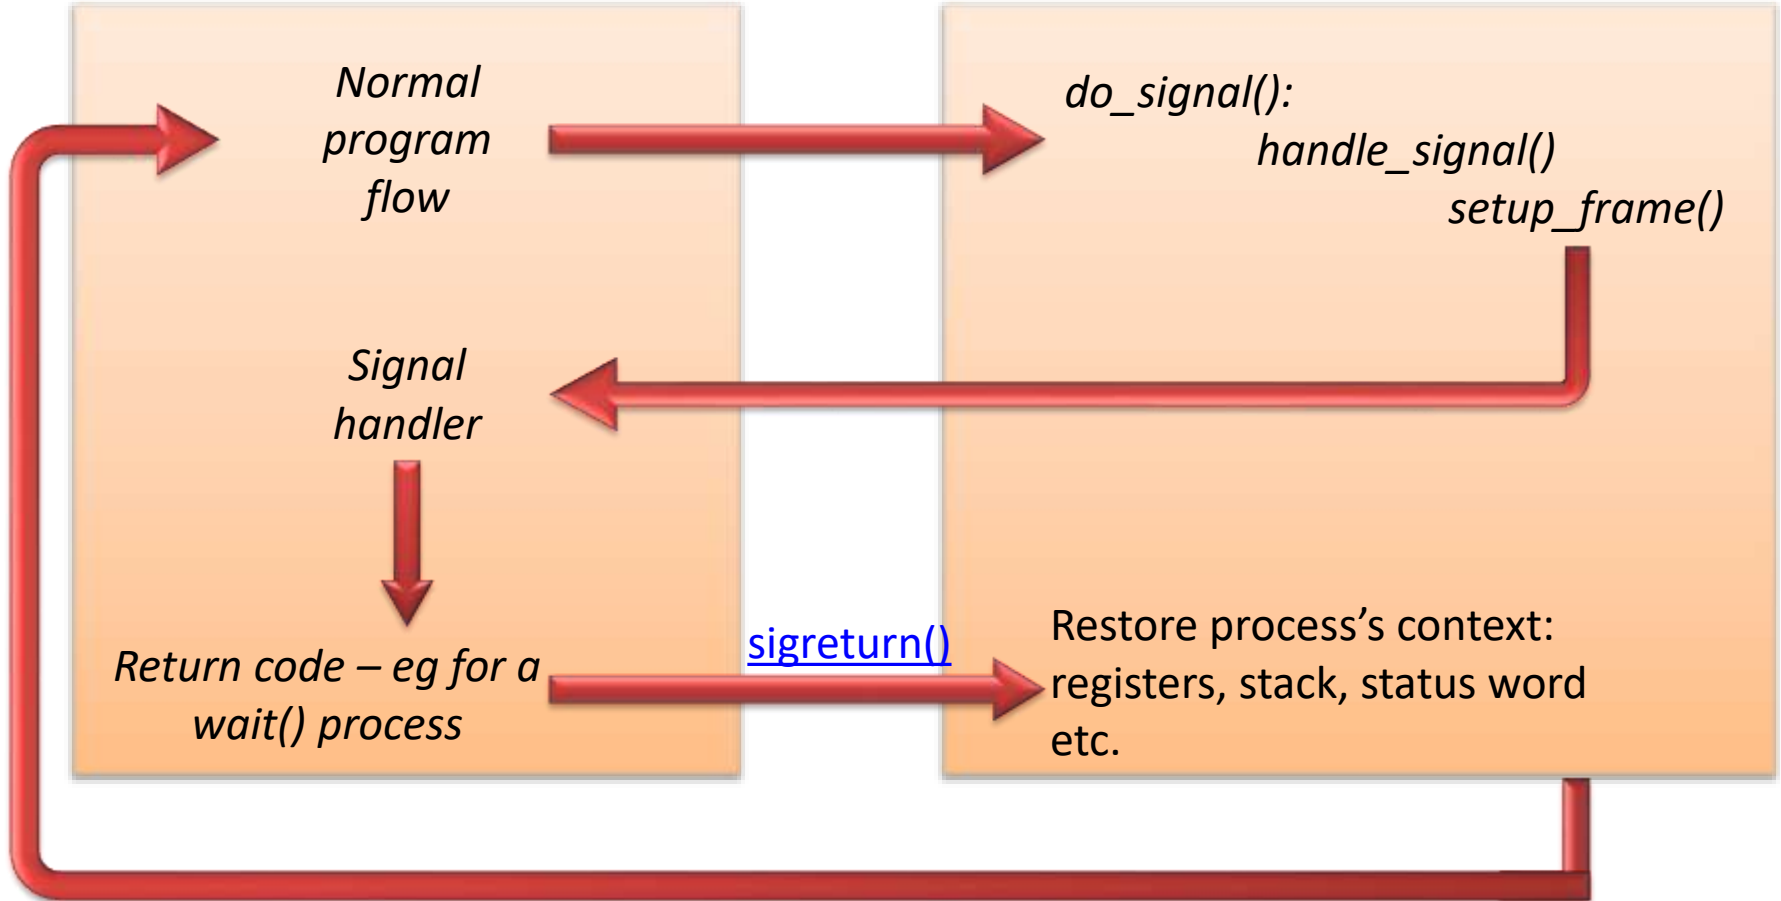 Normal
program
flow
do_signal():
handle_signal()
setup_frame()
Signal
handler
Return code – eg for a
wait() process
sigreturn()
Restore process’s context:
registers, stack, status word
etc.